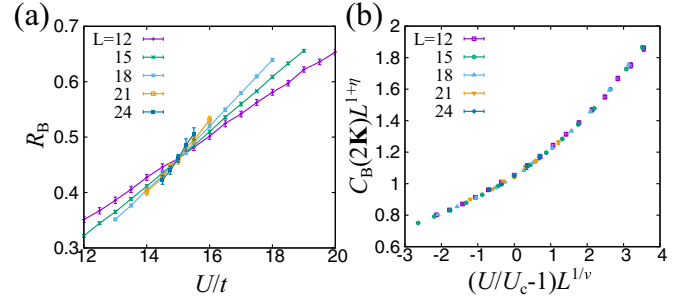 (a)
0.7
0.6
0.5
0.4
0.3
R_B
L=12
15
18
21
24
12 14 16 18 20
U/t
(b)
2
1.8
1.6
1.4
1.2
1
0.8
0.6
C_B(2K)L^{1+η}
L=12
15
18
21
24
-3 -2 -1 0 1 2 3 4
(U/U_c-1)L^{1/ν}